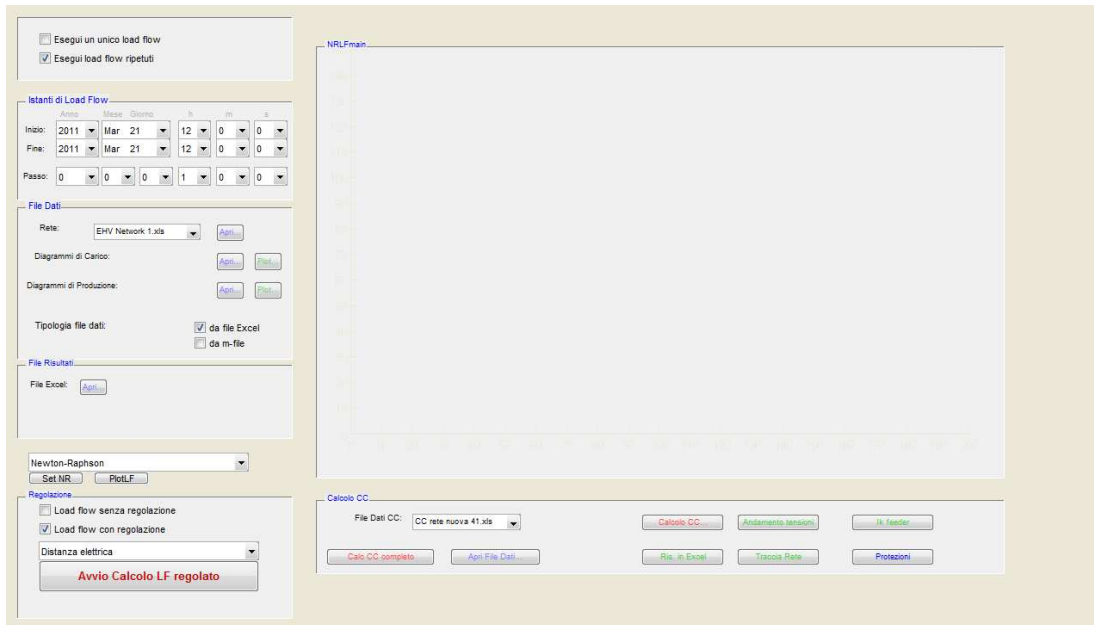 Esegui un unico load flow
Esegui load flow ripetuti
Istanti di Load Flow
Anno Mese Giorno h m s
Inizio: 2011 Mar 21 12 0 0
Fine: 2011 Mar 21 12 0 0
Passo: 0 0 0 1 0 0
File Dati
Rete: EHV Network 1.xls Apri...
Diagrammi di Carico: Apri... Plot...
Diagrammi di Produzione: Apri... Plot...
Tipologia file dati: da file Excel
da m-file
File Risultati
File Excel: Apri...
Newton-Raphson
Set NR PlotLF
Regolazione
Load flow senza regolazione
Load flow con regolazione
Distanza elettrica
Avvio Calcolo LF regolato
NRLFmain
Calcolo CC
File Dati CC: CC rete nuova 41.xls Calcolo CC... Andamento tensioni Ik feeder
Calc CC completo Apri File Dati... Ris. in Excel Traccia Rete Protezioni